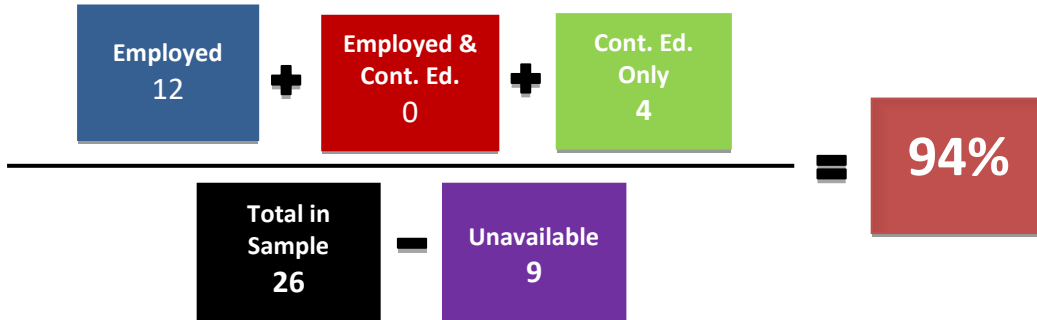 Employed
12
+
Employed &
Cont. Ed.
0
+
Cont. Ed.
Only
4
Total in
Sample
26
-
Unavailable
9
=
94%